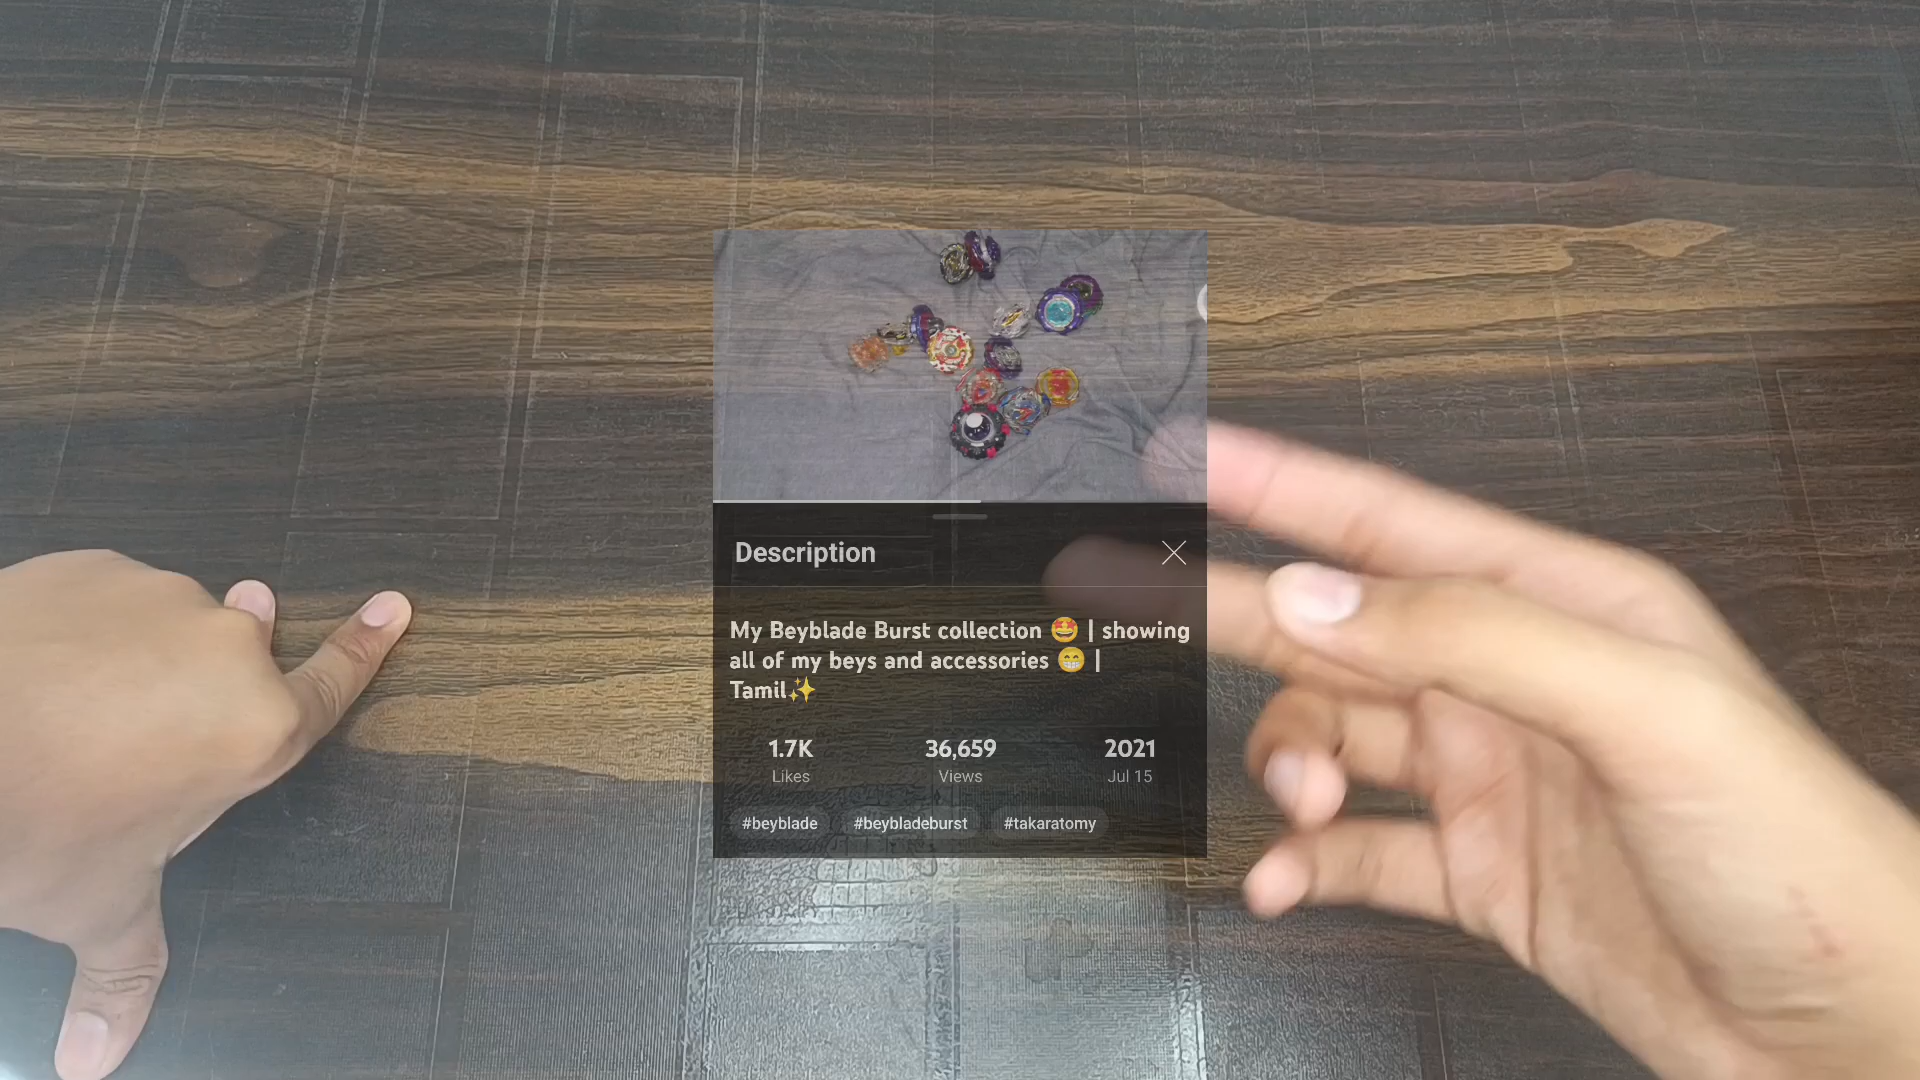 Description
My Beyblade Burst collection 🤩 | showing
all of my beys and accessories 😁 |
Tamil✨
1.7K 36,659 2021
Likes Views Jul 15
#beyblade #beybladeburst #takaratomy